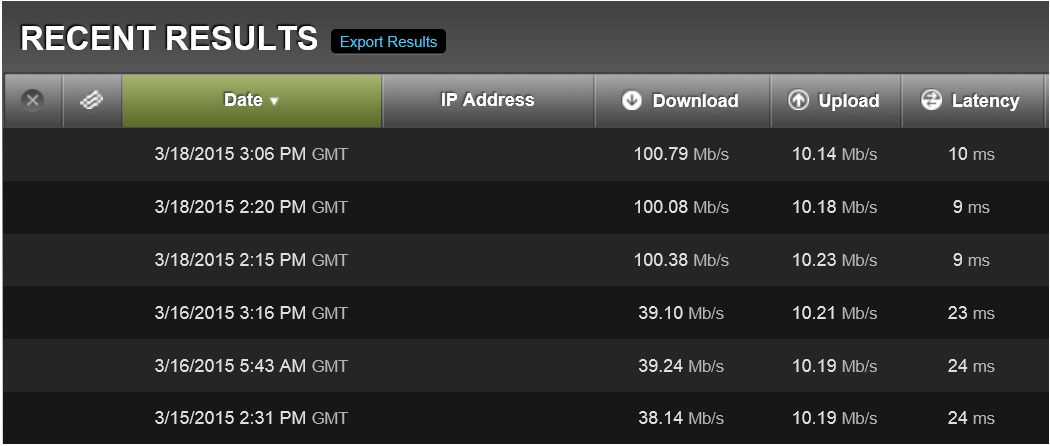 RECENT RESULTS Export Results
Date IP Address Download Upload Latency
3/18/2015 3:06 PM GMT 100.79 Mb/s 10.14 Mb/s 10 ms
3/18/2015 2:20 PM GMT 100.08 Mb/s 10.18 Mb/s 9 ms
3/18/2015 2:15 PM GMT 100.38 Mb/s 10.23 Mb/s 9 ms
3/16/2015 3:16 PM GMT 39.10 Mb/s 10.21 Mb/s 23 ms
3/16/2015 5:43 AM GMT 39.24 Mb/s 10.19 Mb/s 24 ms
3/15/2015 2:31 PM GMT 38.14 Mb/s 10.19 Mb/s 24 ms